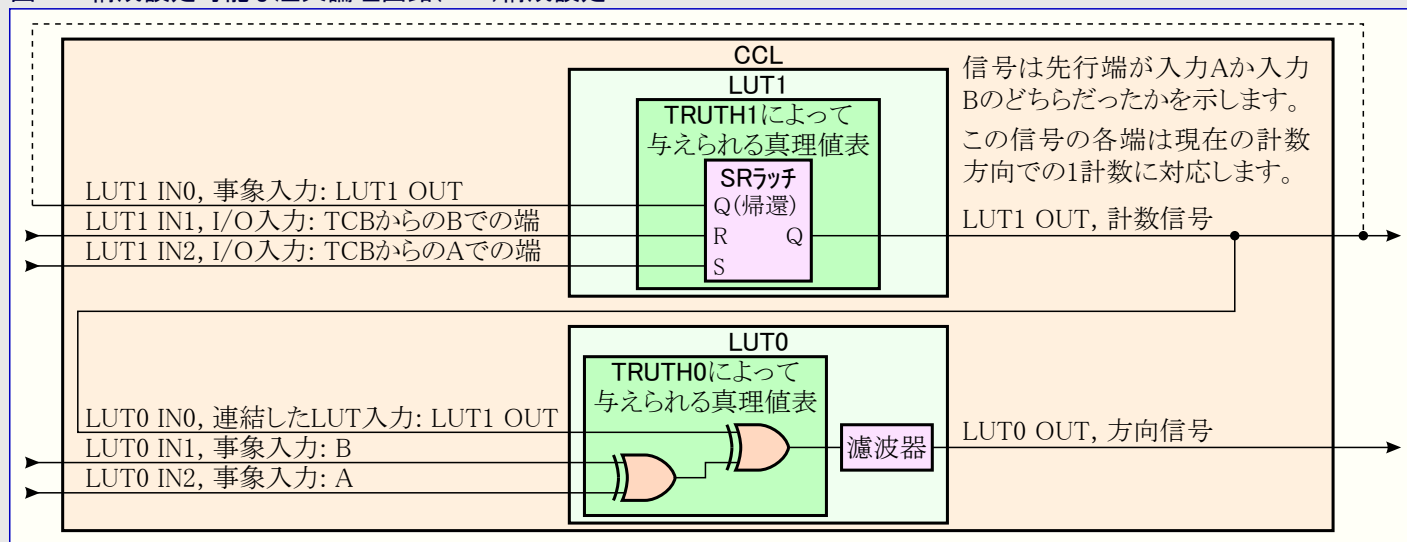 CCL
LUT1
TRUTH1によって
与えられる真理値表
SRラッチ
Q(帰還)
R
Q
S
LUT1 IN0, 事象入力: LUT1 OUT
LUT1 IN1, I/O入力: TCBからのBでの端
LUT1 IN2, I/O入力: TCBからのAでの端
信号は先行端が入力Aか入力
Bのどちらだったかを示します。
この信号の各端は現在の計数
方向での1計数に対応します。
LUT1 OUT, 計数信号
LUT0
TRUTH0によって
与えられる真理値表
LUT0 IN0, 連結したLUT入力: LUT1 OUT
LUT0 IN1, 事象入力: B
LUT0 IN2, 事象入力: A
濾波器
LUT0 OUT, 方向信号